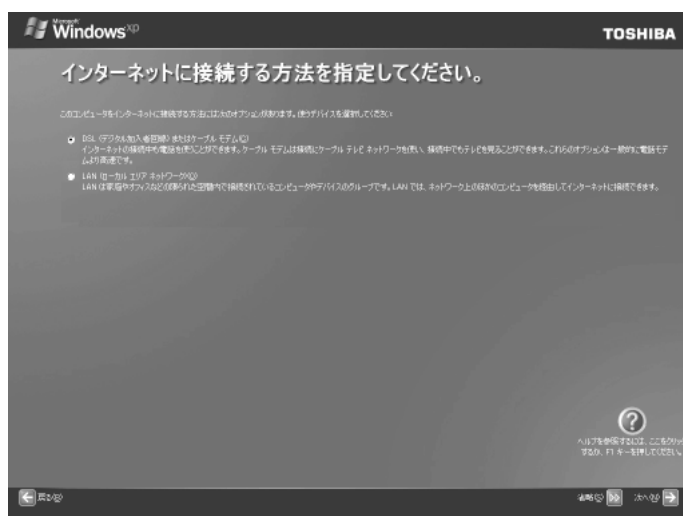 Microsoft
Windows xp
TOSHIBA
インターネットに接続する方法を指定してください。
このコンピュータをインターネットに接続する方法には次のオプションがあります。使うデバイスを選択してください
DSL (デジタル加入者回線) またはケーブル モデム(C)
インターネットの接続中も電話を使うことができます。ケーブル モデムは接続にケーブル テレビ ネットワークを使い、接続中でもテレビを見ることができます。これらのオプションは一般的に電話モデ
ムより高速です。
LAN (ローカル エリア ネットワーク)(L)
LAN は家庭やオフィスなどの限られた空間内で接続されているコンピュータやデバイスのグループです。LAN では、ネットワーク上のほかのコンピュータを経由してインターネットに接続できます。
ヘルプを参照するには、ここをクリック
するか、F1 キーを押してください。
戻る(B)
省略(S)
次へ(N)